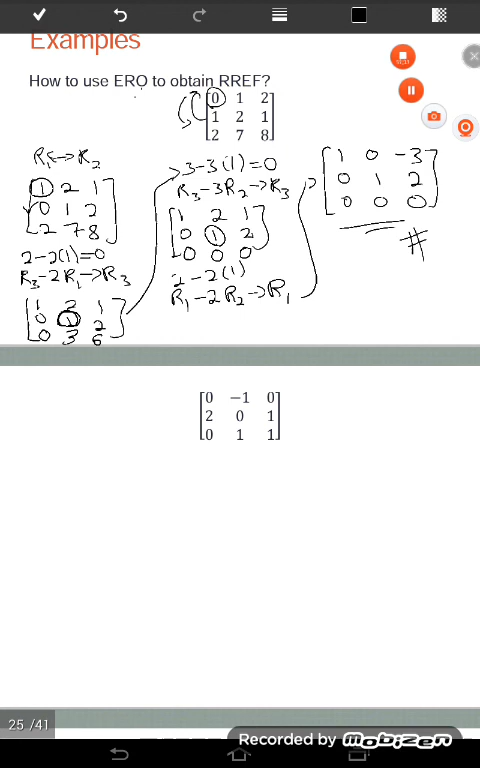 Examples
How to use ERO to obtain RREF?
0 1 2
1 2 1
2 7 8
R1 ↔ R2
1 2 1
0 1 2
2 7 8
2-2(1)=0
R3-2R1→R3
1 2 1
0 1 2
0 3 6
3-3(1)=0
R3-3R2→R3
1 2 1
0 1 2
0 0 0
2-2(1)
R1-2R2→R1
1 0 -3
0 1 2
0 0 0
#
0 −1 0
2 0 1
0 1 1
25 /41
Recorded by mobizen